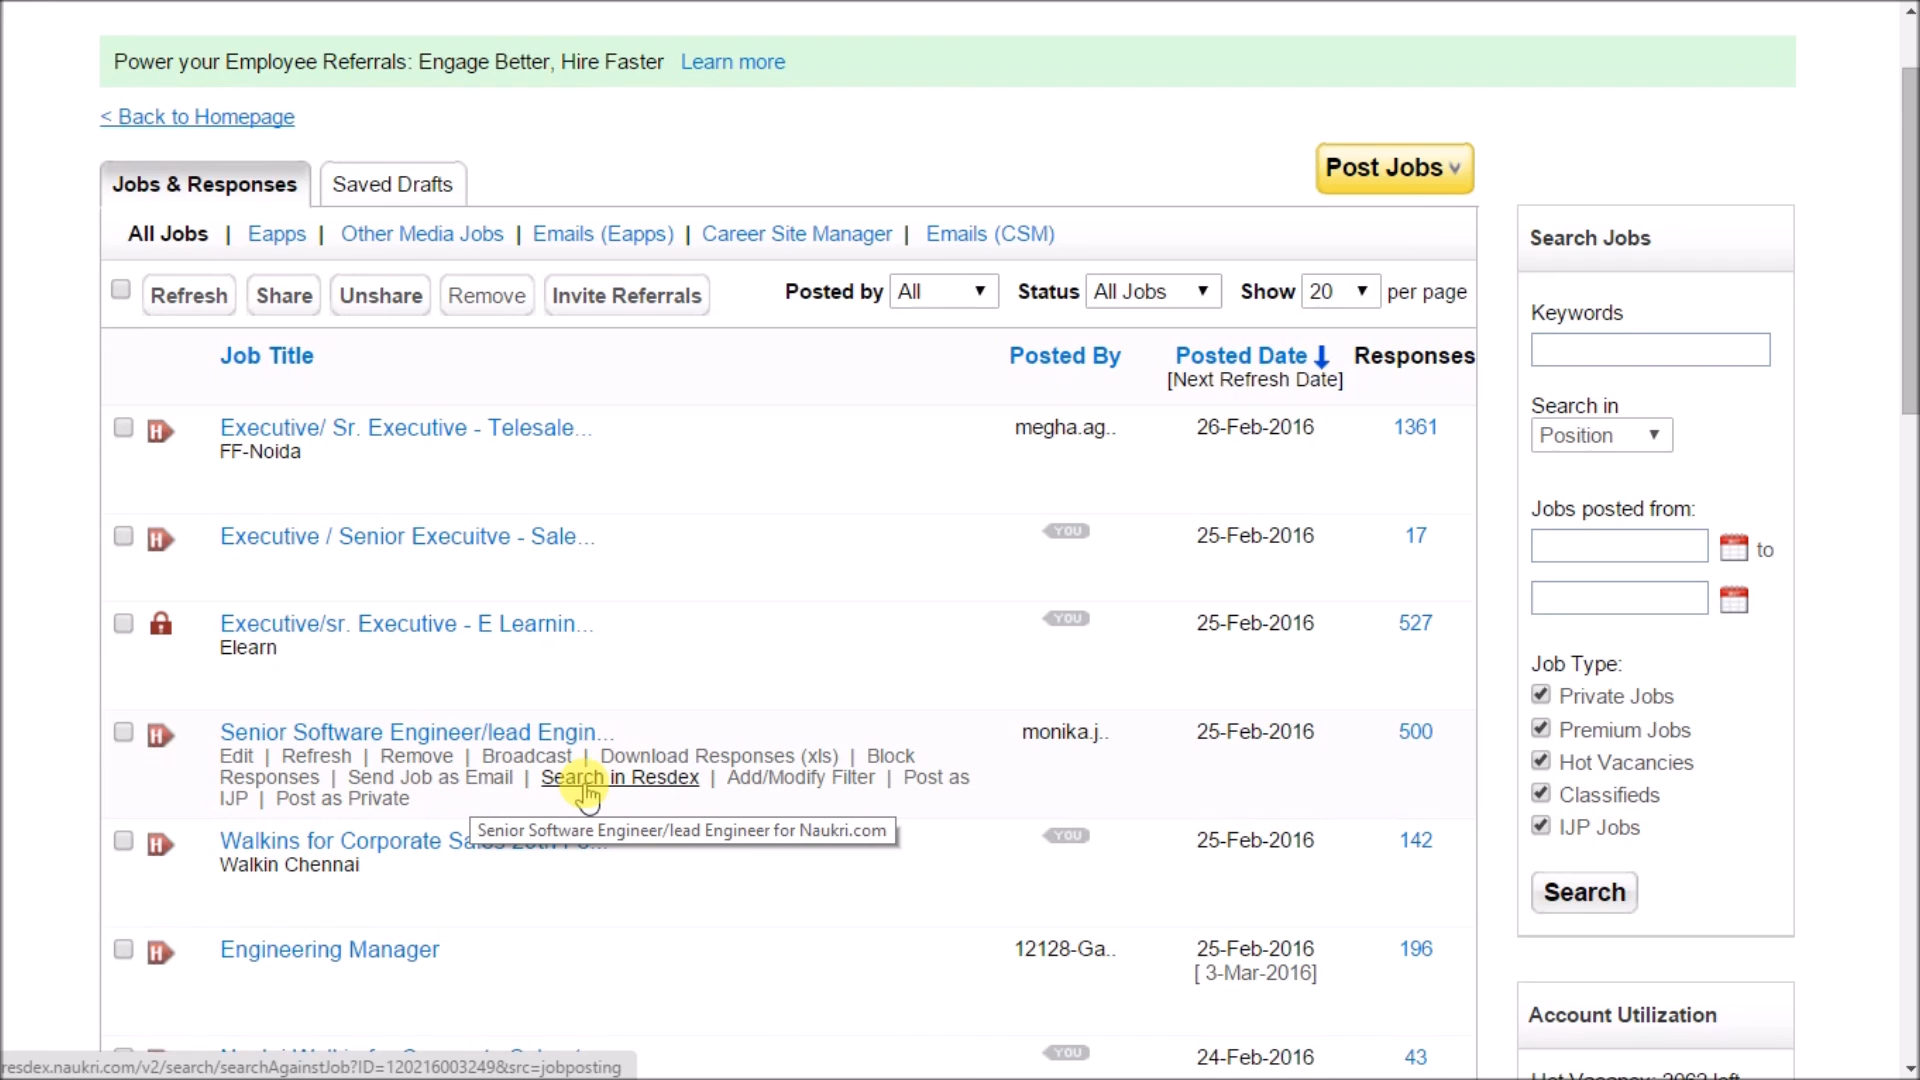 Power your Employee Referrals: Engage Better, Hire Faster Learn more
< Back to Homepage
Jobs & Responses Saved Drafts Post Jobs
All Jobs | Eapps | Other Media Jobs | Emails (Eapps) | Career Site Manager | Emails (CSM)
Refresh Share Unshare Remove Invite Referrals Posted by All Status All Jobs Show 20 per page
Job Title Posted By Posted Date Responses
[Next Refresh Date]
H Executive/ Sr. Executive - Telesale... megha.ag.. 26-Feb-2016 1361
FF-Noida
H Executive / Senior Execuitve - Sale... YOU 25-Feb-2016 17
Executive/sr. Executive - E Learnin... YOU 25-Feb-2016 527
Elearn
H Senior Software Engineer/lead Engin... monika.j.. 25-Feb-2016 500
Edit | Refresh | Remove | Broadcast | Download Responses (xls) | Block
Responses | Send Job as Email | Search in Resdex | Add/Modify Filter | Post as
IJP | Post as Private
Senior Software Engineer/lead Engineer for Naukri.com
H Walkins for Corporate YOU 25-Feb-2016 142
Walkin Chennai
H Engineering Manager 12128-Ga.. 25-Feb-2016 196
[ 3-Mar-2016]
YOU 24-Feb-2016 43
resdex.naukri.com/v2/search/searchAgainstJob?ID=120216003249&src=jobposting
Search Jobs
Keywords
Search in
Position
Jobs posted from:
to
Job Type:
Private Jobs
Premium Jobs
Hot Vacancies
Classifieds
IJP Jobs
Search
Account Utilization